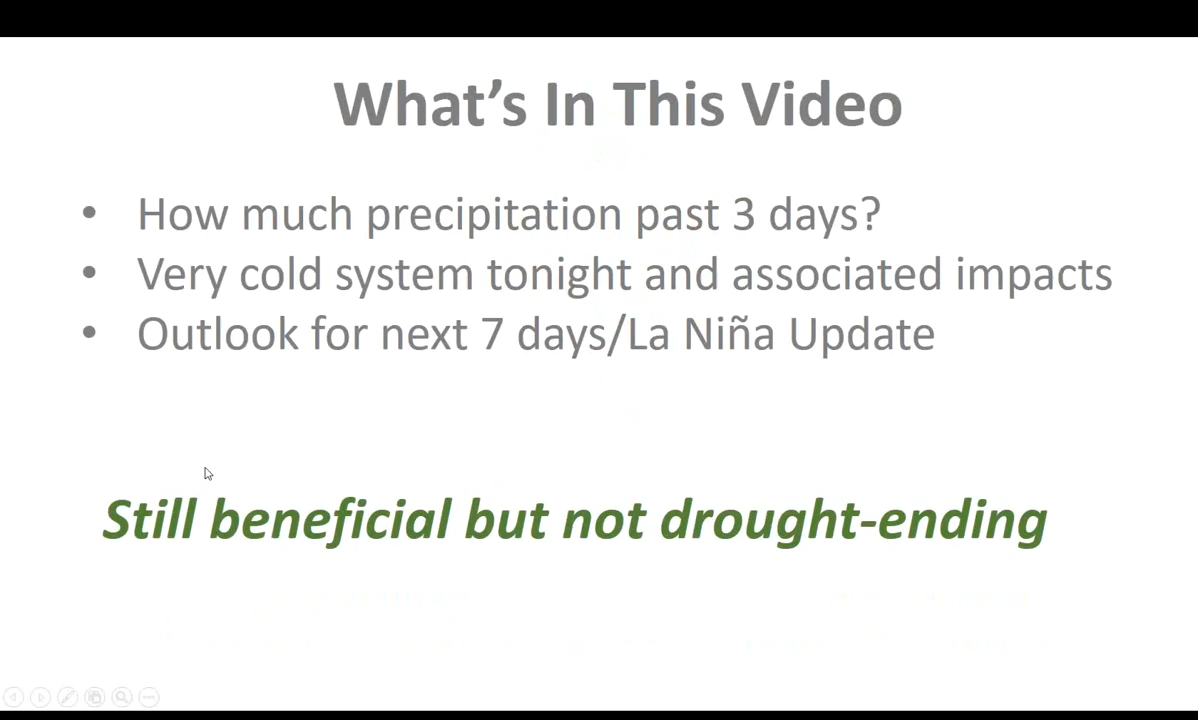 What’s In This Video
• How much precipitation past 3 days?
• Very cold system tonight and associated impacts
• Outlook for next 7 days/La Niña Update
Still beneficial but not drought-ending